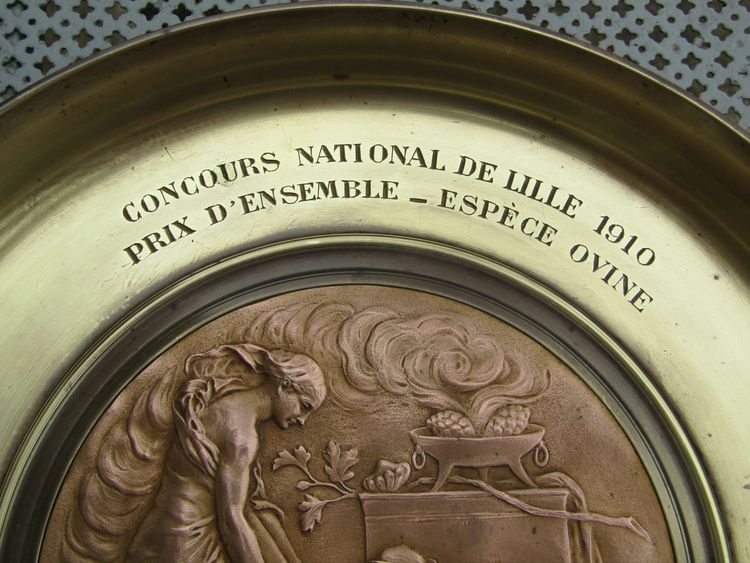 CONCOURS NATIONAL DE LILLE 1910
PRIX D'ENSEMBLE - ESPÈCE OVINE